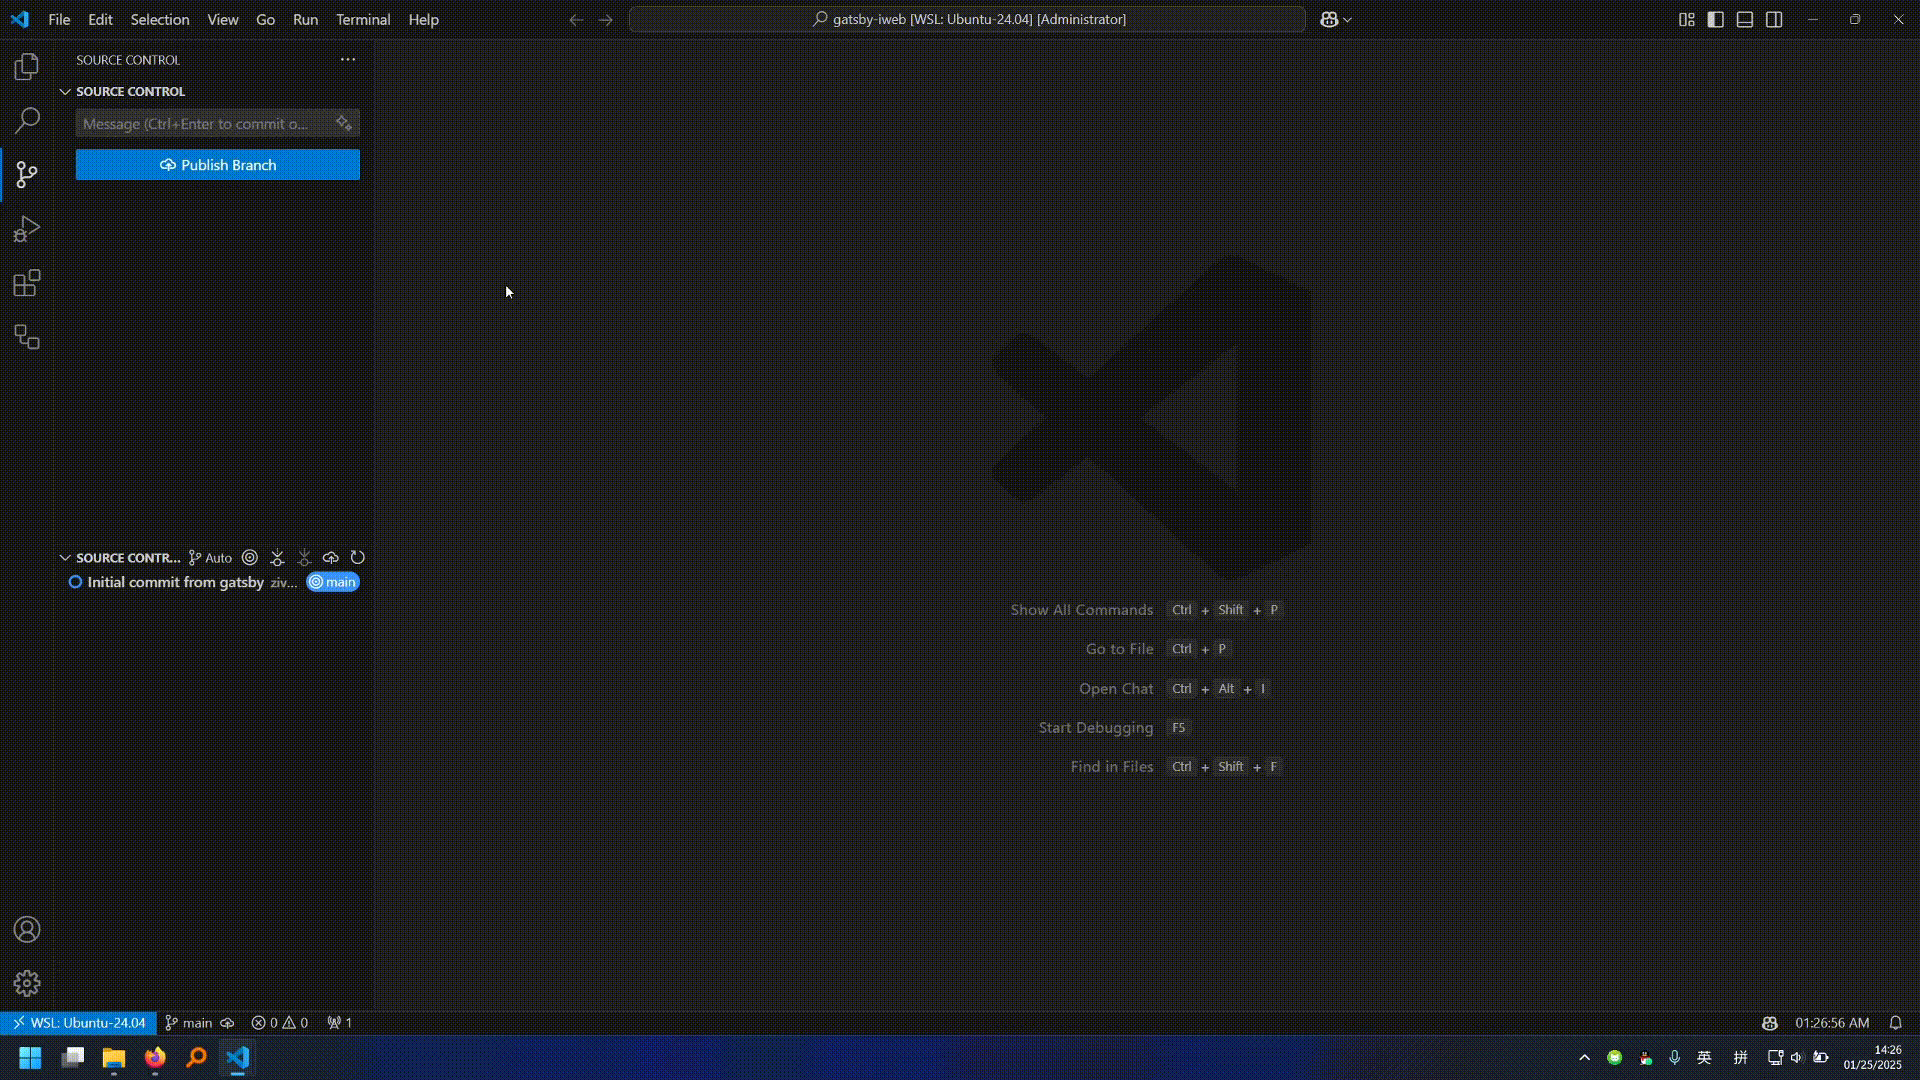 File Edit Selection View Go Run Terminal Help
gatsby-iweb [WSL: Ubuntu-24.04] [Administrator]
SOURCE CONTROL
SOURCE CONTROL
Message (Ctrl+Enter to commit o...
Publish Branch
SOURCE CONTR... Auto
Initial commit from gatsby ziv... main
Show All Commands Ctrl + Shift + P
Go to File Ctrl + P
Open Chat Ctrl + Alt + I
Start Debugging F5
Find in Files Ctrl + Shift + F
WSL: Ubuntu-24.04 main 0 0 1 01:26:56 AM
英 拼 14:26
01/25/2025